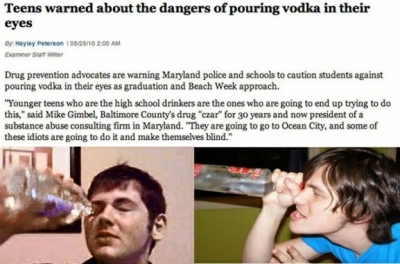 Teens warned about the dangers of pouring vodka in their
eyes
By: Hayley Peterson | 05/25/10 2:00 AM
Examiner Staff Writer
Drug prevention advocates are warning Maryland police and schools to caution students against
pouring vodka in their eyes as graduation and Beach Week approach.
"Younger teens who are the high school drinkers are the ones who are going to end up trying to do
this," said Mike Gimbel, Baltimore County's drug "czar" for 30 years and now president of a
substance abuse consulting firm in Maryland. "They are going to go to Ocean City, and some of
these idiots are going to do it and make themselves blind."